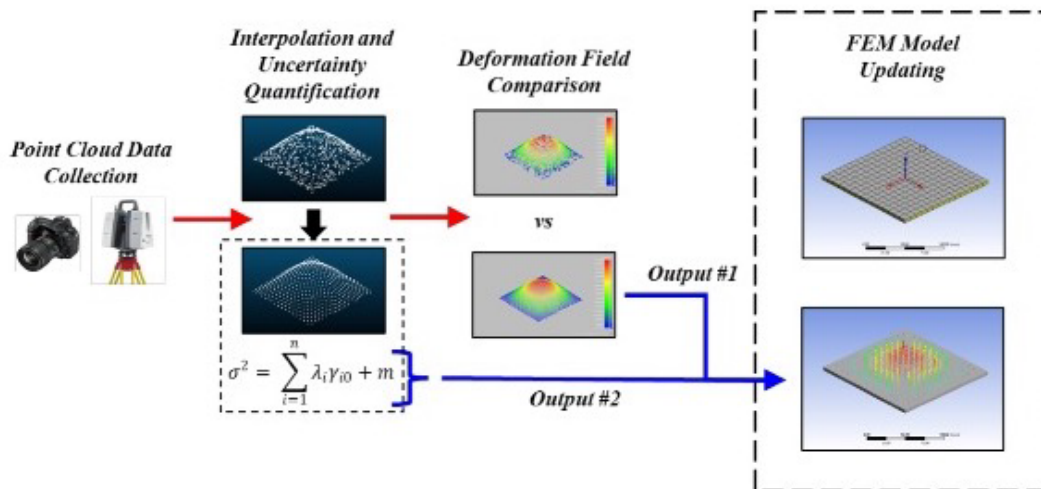 Interpolation and
Uncertainty
Quantification
Deformation Field
Comparison
FEM Model
Updating
Point Cloud Data
Collection
vs
Output #1
σ² = ∑ λᵢγᵢ₀ + m
n
i=1
Output #2